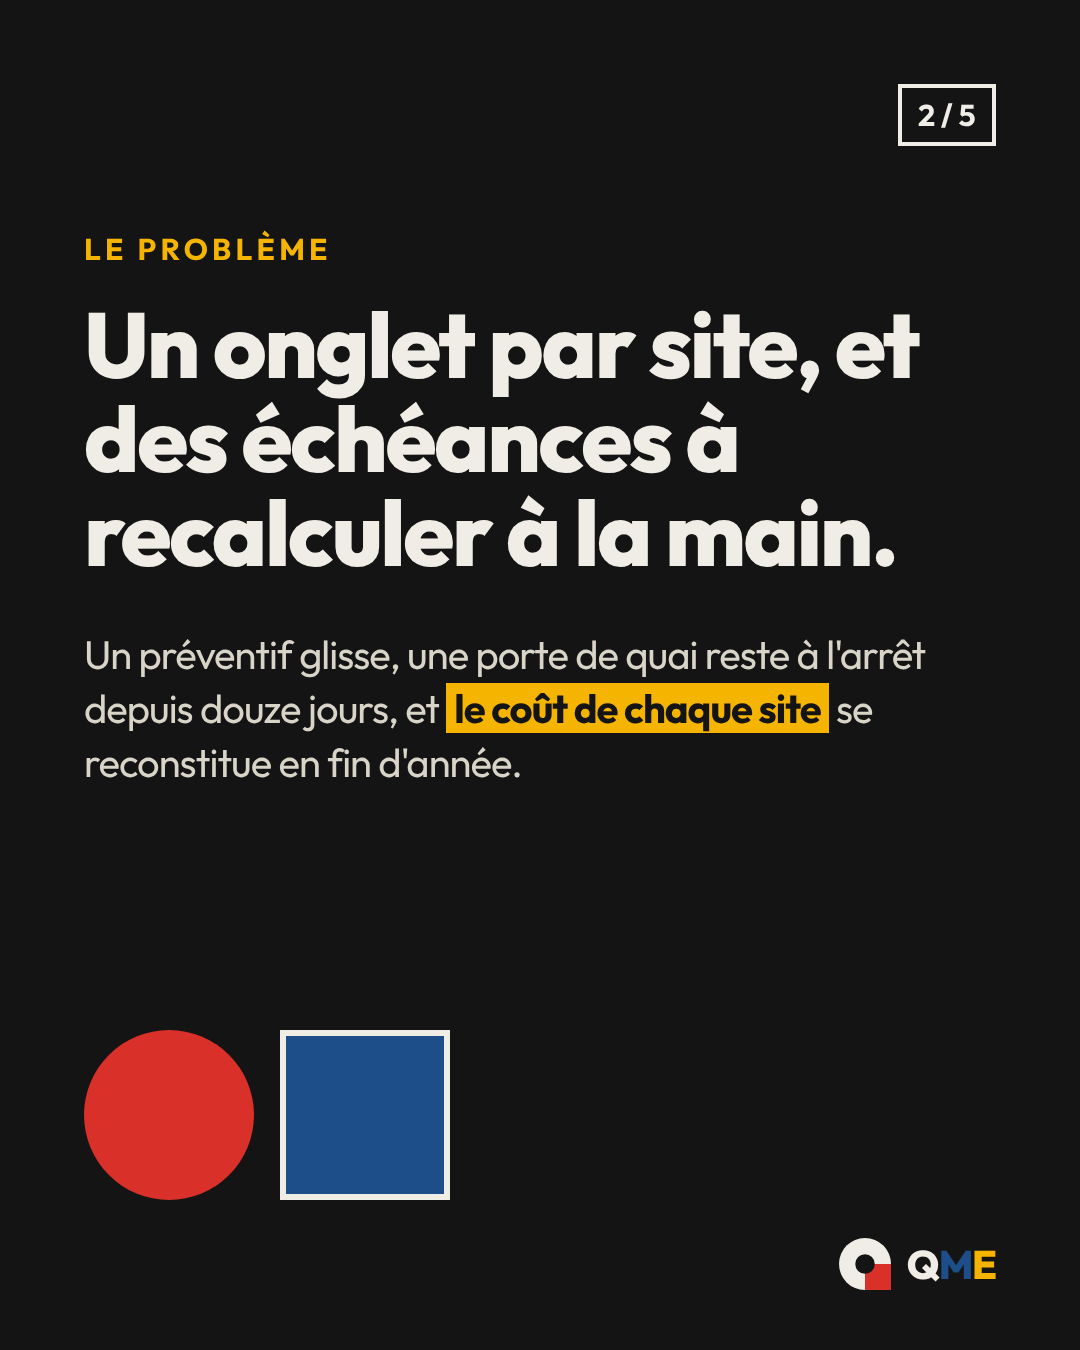 2 / 5
LE PROBLÈME
Un onglet par site, et
des échéances à
recalculer à la main.
Un préventif glisse, une porte de quai reste à l'arrêt
depuis douze jours, et le coût de chaque site se
reconstitue en fin d'année.
QME